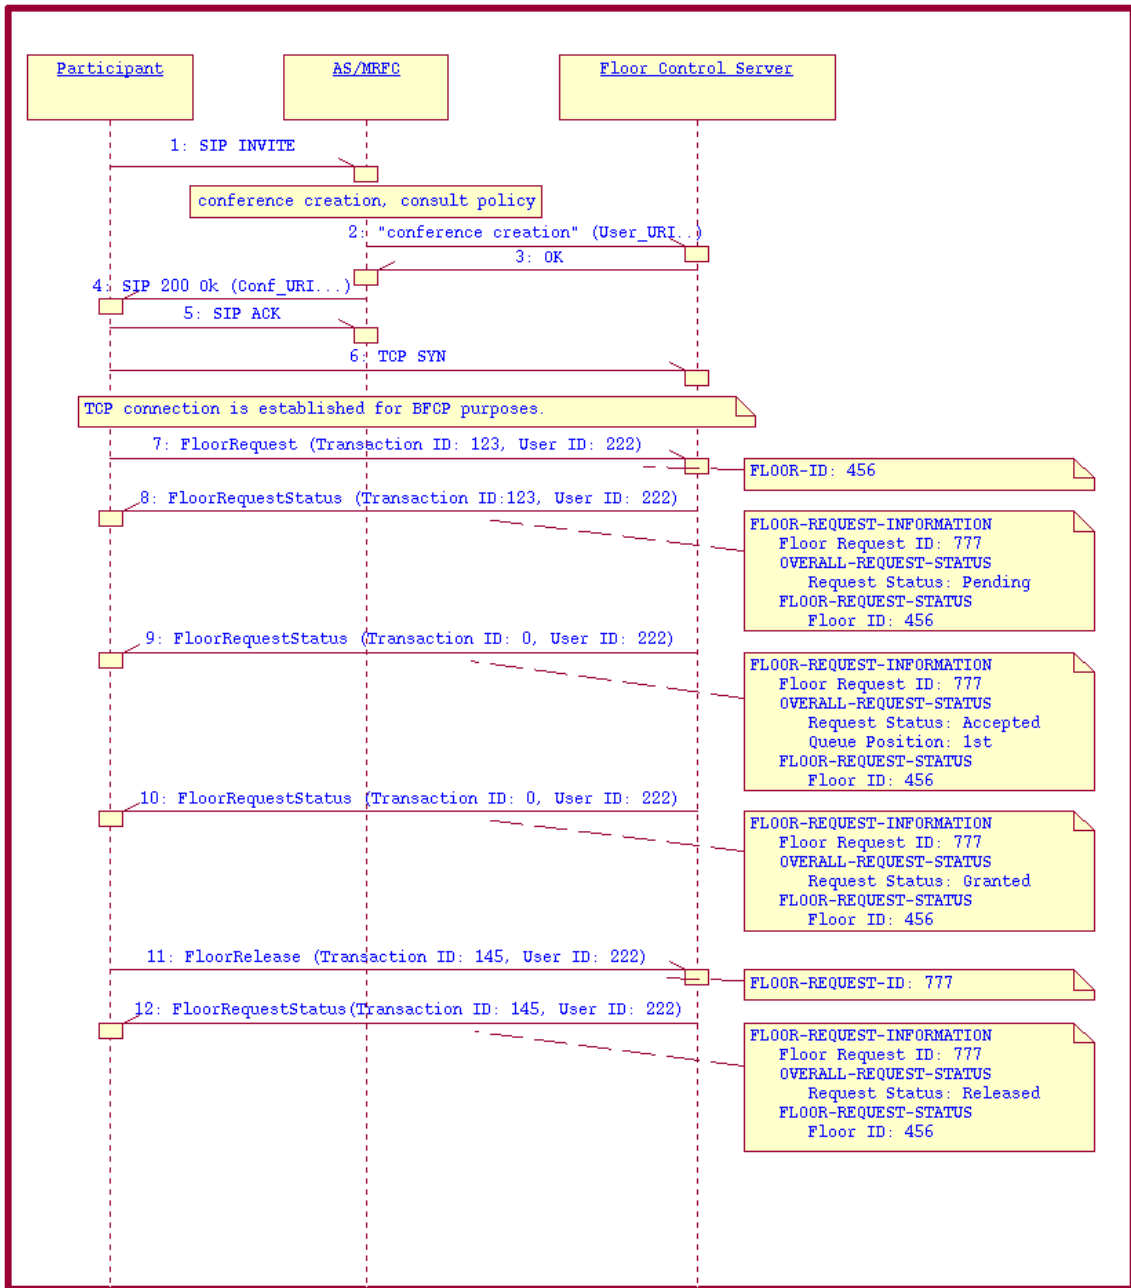 Participant
AS/MRFC
Floor Control Server
1: SIP INVITE
conference creation, consult policy
2: "conference creation" (User_URI..)
3: OK
4: SIP 200 Ok (Conf_URI...)
5: SIP ACK
6: TCP SYN
TCP connection is established for BFCP purposes.
7: FloorRequest (Transaction ID: 123, User ID: 222)
FLOOR-ID: 456
8: FloorRequestStatus (Transaction ID:123, User ID: 222)
FLOOR-REQUEST-INFORMATION
Floor Request ID: 777
OVERALL-REQUEST-STATUS
Request Status: Pending
FLOOR-REQUEST-STATUS
Floor ID: 456
9: FloorRequestStatus (Transaction ID: 0, User ID: 222)
FLOOR-REQUEST-INFORMATION
Floor Request ID: 777
OVERALL-REQUEST-STATUS
Request Status: Accepted
Queue Position: 1st
FLOOR-REQUEST-STATUS
Floor ID: 456
10: FloorRequestStatus (Transaction ID: 0, User ID: 222)
FLOOR-REQUEST-INFORMATION
Floor Request ID: 777
OVERALL-REQUEST-STATUS
Request Status: Granted
FLOOR-REQUEST-STATUS
Floor ID: 456
11: FloorRelease (Transaction ID: 145, User ID: 222)
FLOOR-REQUEST-ID: 777
12: FloorRequestStatus(Transaction ID: 145, User ID: 222)
FLOOR-REQUEST-INFORMATION
Floor Request ID: 777
OVERALL-REQUEST-STATUS
Request Status: Released
FLOOR-REQUEST-STATUS
Floor ID: 456